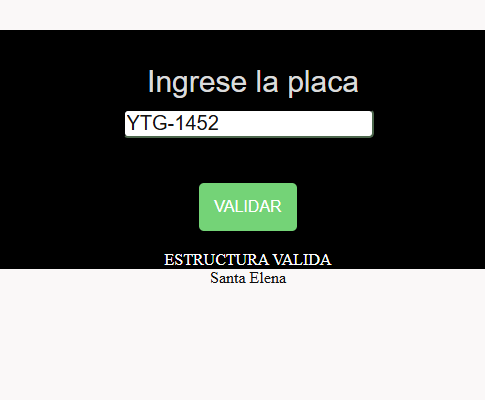 Ingrese la placa
YTG-1452
VALIDAR
ESTRUCTURA VALIDA
Santa Elena